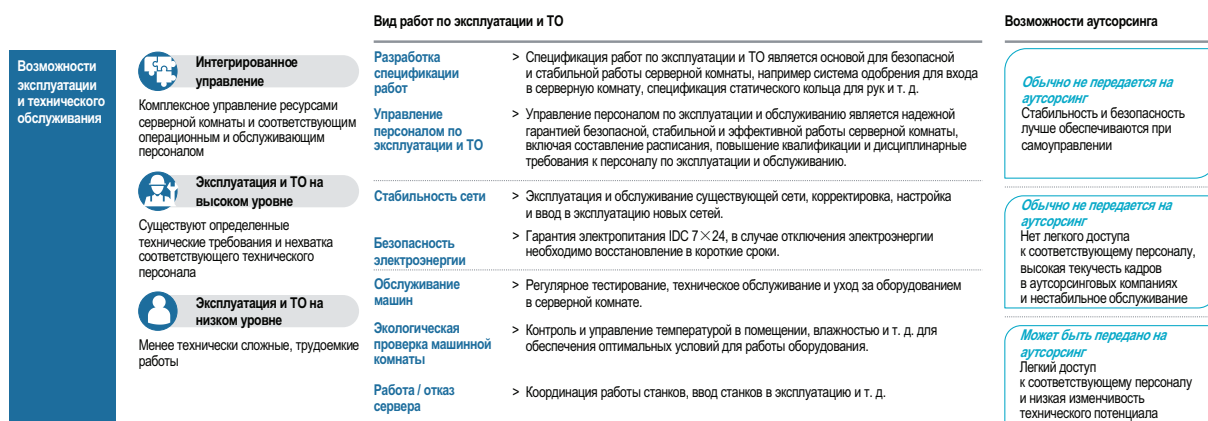 Вид работ по эксплуатации и ТО
Возможности аутсорсинга
Возможности
эксплуатации
и технического
обслуживания
Интегрированное
управление
Комплексное управление ресурсами
серверной комнаты и соответствующим
операционным и обслуживающим
персоналом
Эксплуатация и ТО на
высоком уровне
Существуют определенные
технические требования и нехватка
соответствующего технического
персонала
Эксплуатация и ТО на
низком уровне
Менее технически сложные, трудоемкие
работы
Разработка
спецификации
работ
> Спецификация работ по эксплуатации и ТО является основой для безопасной
и стабильной работы серверной комнаты, например система одобрения для входа
в серверную комнату, спецификация статического кольца для рук и т. д.
Управление
персоналом по
эксплуатации и ТО
> Управление персоналом по эксплуатации и обслуживанию является надежной
гарантией безопасной, стабильной и эффективной работы серверной комнаты,
включая составление расписания, повышение квалификации и дисциплинарные
требования к персоналу по эксплуатации и обслуживанию.
Стабильность сети
> Эксплуатация и обслуживание существующей сети, корректировка, настройка
и ввод в эксплуатацию новых сетей.
Безопасность
электроэнергии
> Гарантия электропитания IDC 7×24, в случае отключения электроэнергии
необходимо восстановление в короткие сроки.
Обслуживание
машин
> Регулярное тестирование, техническое обслуживание и уход за оборудованием
в серверной комнате.
Экологическая
проверка машинной
комнаты
> Контроль и управление температурой в помещении, влажностью и т. д. для
обеспечения оптимальных условий для работы оборудования.
Работа / отказ
сервера
> Координация работы станков, ввод станков в эксплуатацию и т. д.
Обычно не передается на
аутсорсинг
Стабильность и безопасность
лучше обеспечиваются при
самоуправлении
Обычно не передается на
аутсорсинг
Нет легкого доступа
к соответствующему персоналу,
высокая текучесть кадров
в аутсорсинговых компаниях
и нестабильное обслуживание
Может быть передано на
аутсорсинг
Легкий доступ
к соответствующему персоналу
и низкая изменчивость
технического потенциала